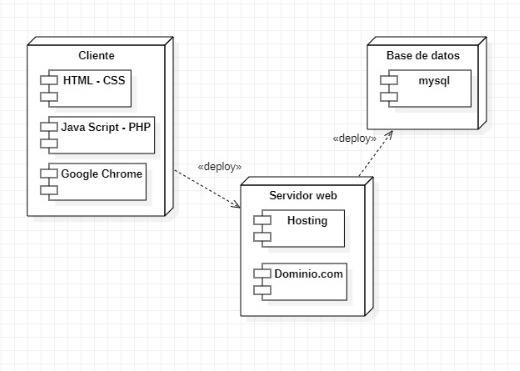 Cliente
HTML - CSS
Java Script - PHP
Google Chrome
«deploy»
Servidor web
Hosting
Dominio.com
«deploy»
Base de datos
mysql